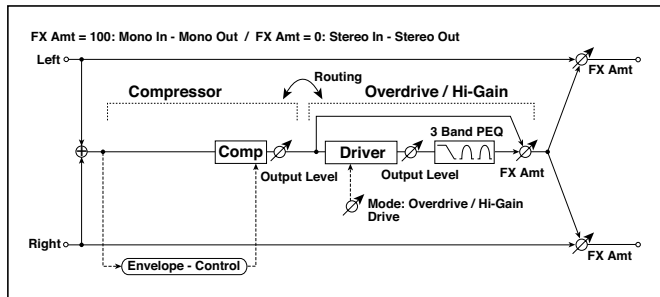 FX Amt = 100: Mono In - Mono Out / FX Amt = 0: Stereo In - Stereo Out
Left
FX Amt
Routing
Compressor
Overdrive / Hi-Gain
3 Band PEQ
Comp
Driver
Output Level
Output Level
FX Amt
Mode: Overdrive / Hi-Gain
Drive
Right
Envelope - Control
FX Amt